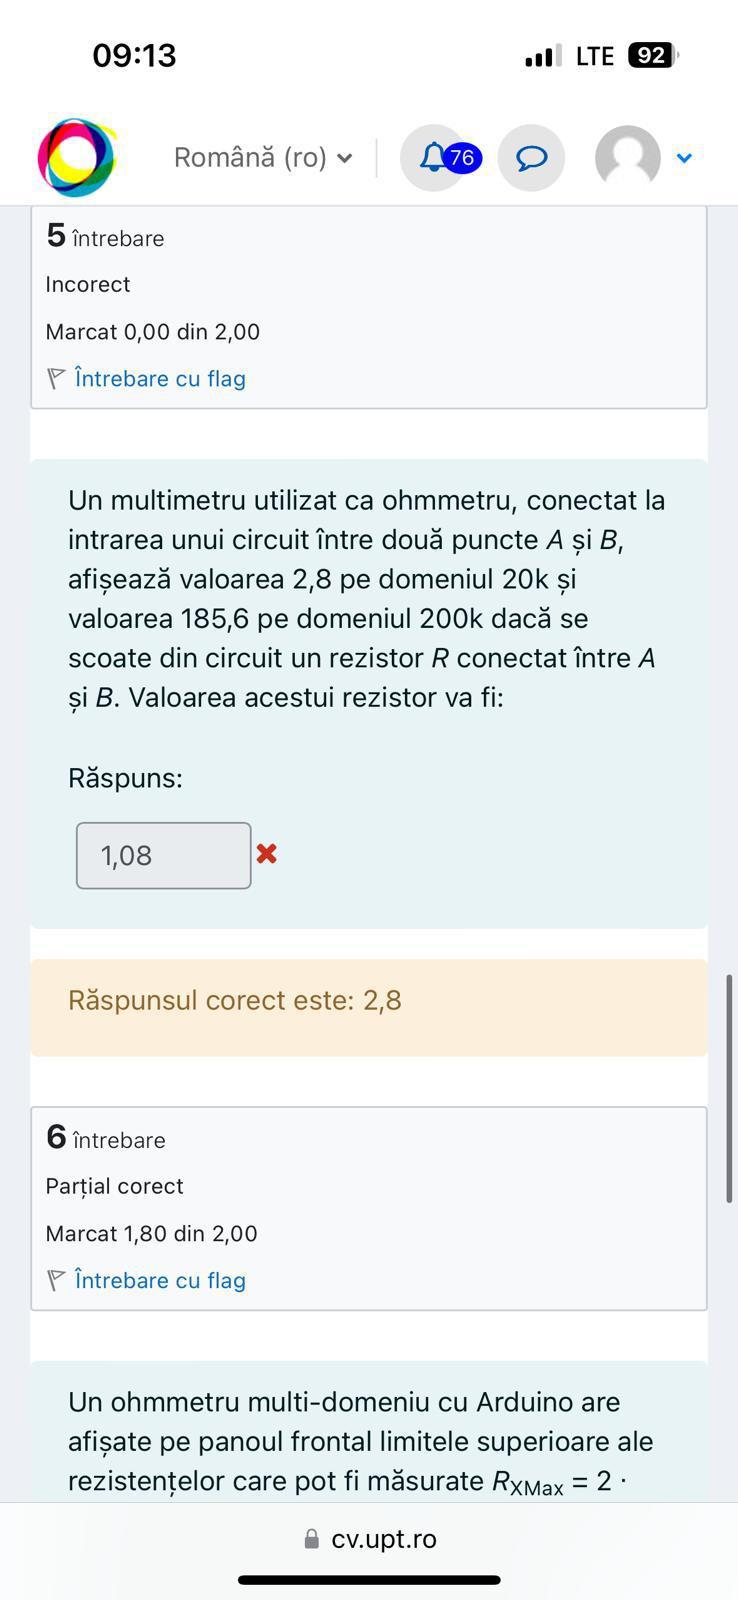 09:13
LTE 92
Română (ro)
76
5 întrebare
Incorect
Marcat 0,00 din 2,00
Întrebare cu flag
Un multimetru utilizat ca ohmmetru, conectat la
intrarea unui circuit între două puncte A și B,
afișează valoarea 2,8 pe domeniul 20k și
valoarea 185,6 pe domeniul 200k dacă se
scoate din circuit un rezistor R conectat între A
și B. Valoarea acestui rezistor va fi:
Răspuns:
1,08
Răspunsul corect este: 2,8
6 întrebare
Parțial corect
Marcat 1,80 din 2,00
Întrebare cu flag
Un ohmmetru multi-domeniu cu Arduino are
afișate pe panoul frontal limitele superioare ale
rezistențelor care pot fi măsurate RXMax = 2 ·
cv.upt.ro